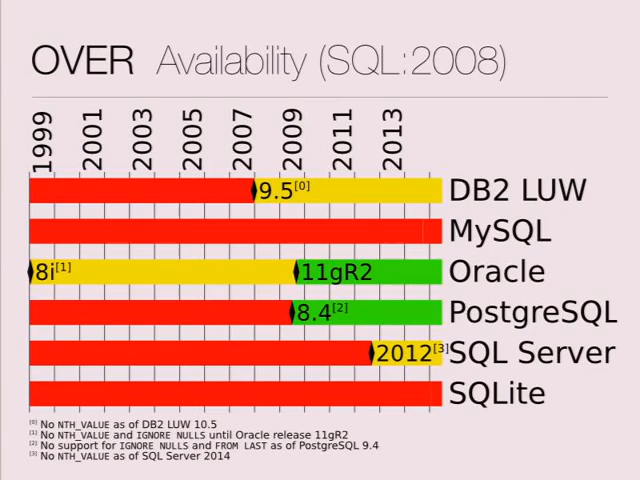 OVER Availability (SQL:2008)
1999 2001 2003 2005 2007 2009 2011 2013
9.5[0] DB2 LUW
MySQL
8i[1] 11gR2 Oracle
8.4[2] PostgreSQL
2012[3] SQL Server
SQLite
[0] No NTH_VALUE as of DB2 LUW 10.5
[1] No NTH_VALUE and IGNORE NULLS until Oracle release 11gR2
[2] No support for IGNORE NULLS and FROM LAST as of PostgreSQL 9.4
[3] No NTH_VALUE as of SQL Server 2014